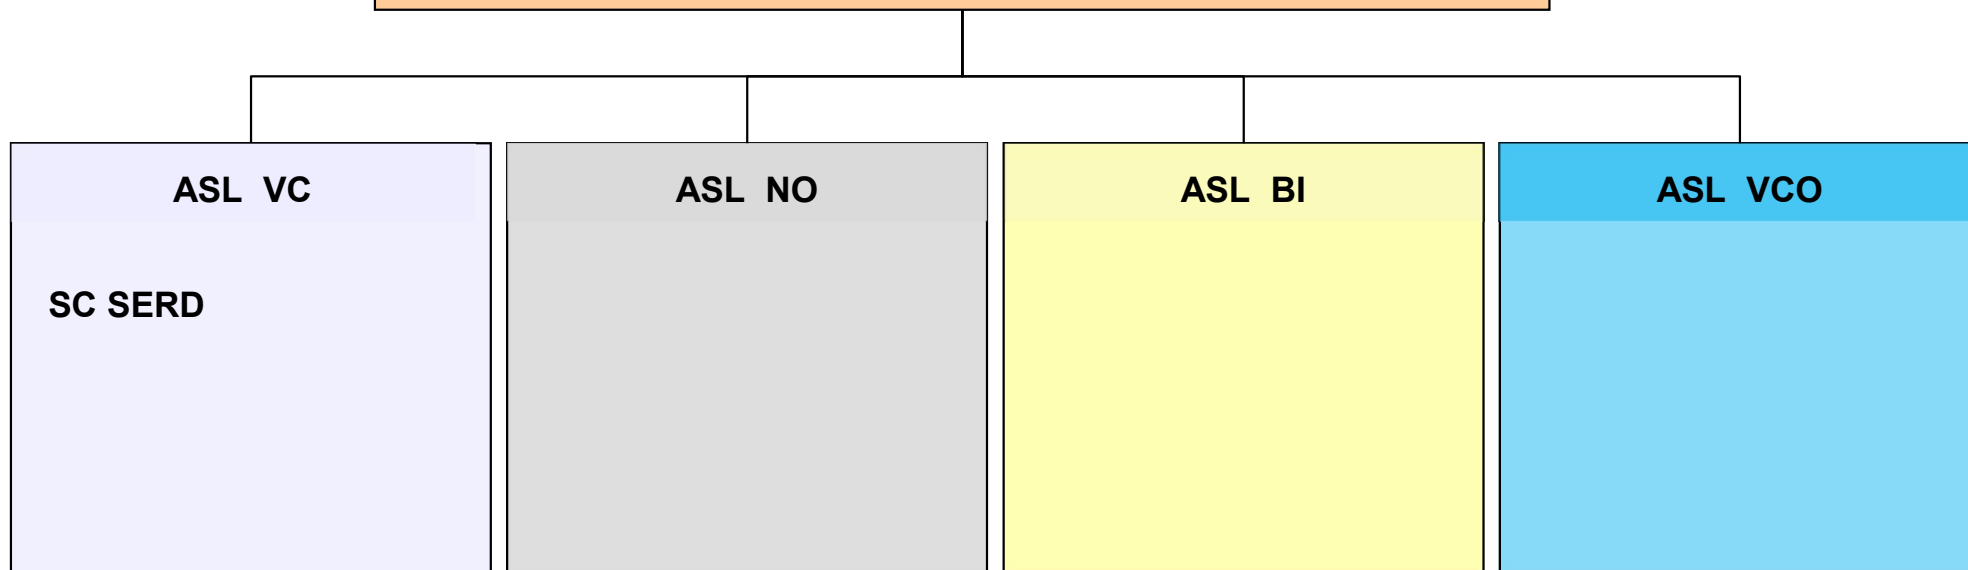 ASL VC
ASL NO
ASL BI
ASL VCO
SC SERD